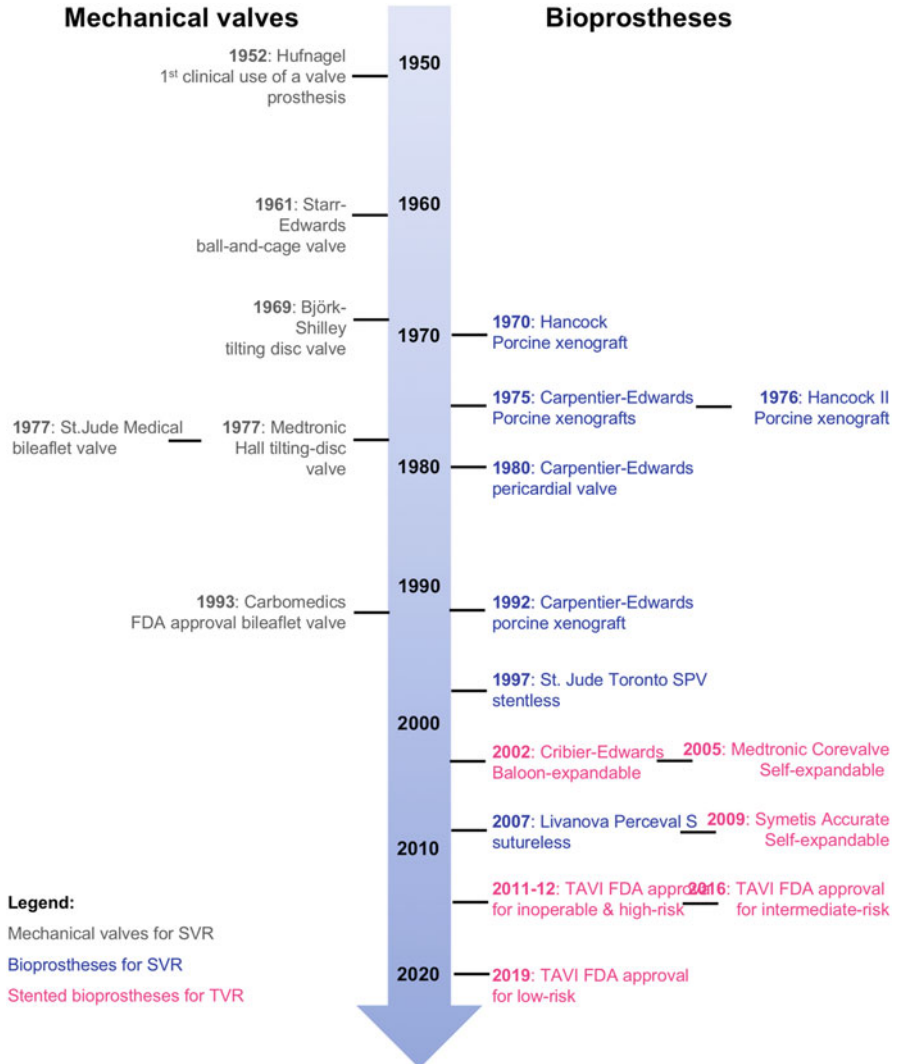 Mechanical valves
Bioprostheses
1950
1952: Hufnagel
1st clinical use of a valve
prosthesis
1960
1961: Starr-
Edwards
ball-and-cage valve
1969: Björk-
Shilley
tilting disc valve
1970
1970: Hancock
Porcine xenograft
1975: Carpentier-Edwards
Porcine xenografts
1976: Hancock II
Porcine xenograft
1977: St.Jude Medical
bileaflet valve
1977: Medtronic
Hall tilting-disc
valve
1980
1980: Carpentier-Edwards
pericardial valve
1990
1993: Carbomedics
FDA approval bileaflet valve
1992: Carpentier-Edwards
porcine xenograft
1997: St. Jude Toronto SPV
stentless
2000
2002: Cribier-Edwards
Baloon-expandable
2005: Medtronic Corevalve
Self-expandable
2007: Livanova Perceval S
sutureless
2009: Symetis Accurate
Self-expandable
2010
2011-12: TAVI FDA approval
for inoperable & high-risk
2016: TAVI FDA approval
for intermediate-risk
2020
2019: TAVI FDA approval
for low-risk
Legend:
Mechanical valves for SVR
Bioprostheses for SVR
Stented bioprostheses for TVR